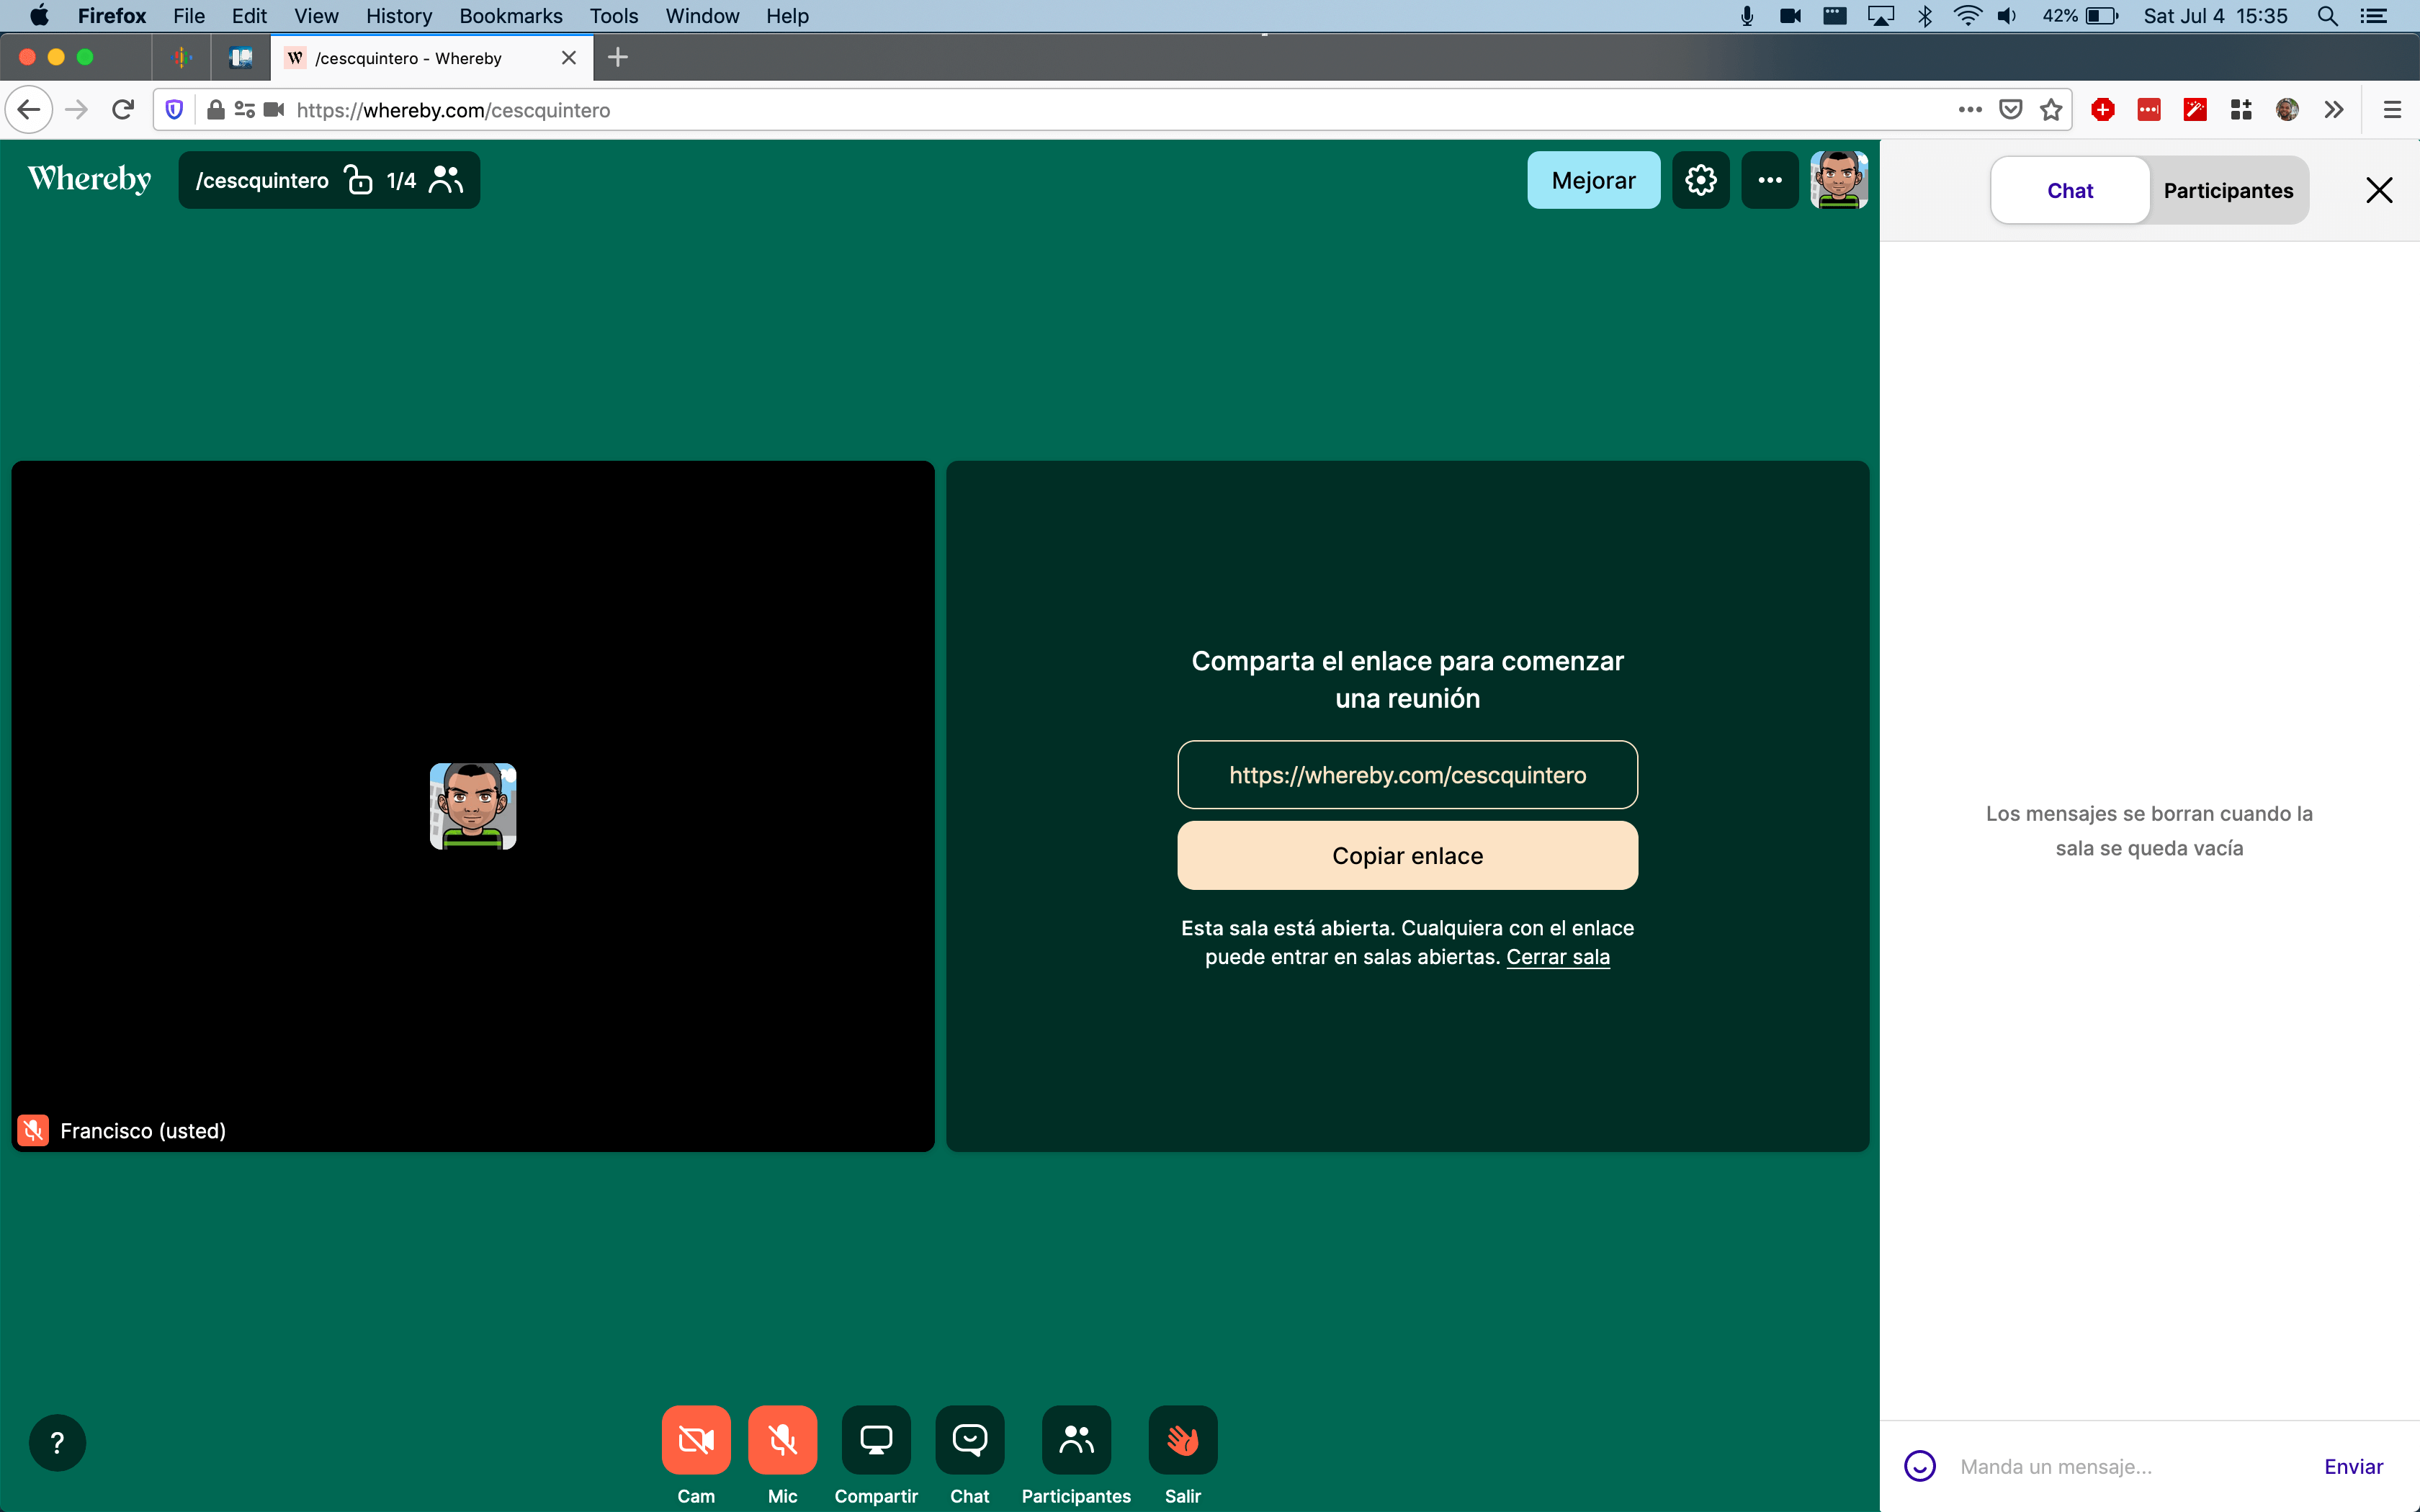 Firefox File Edit View History Bookmarks Tools Window Help 42% Sat Jul 4 15:35
W /cescquintero - Whereby
https://whereby.com/cescquintero
Whereby /cescquintero 1/4 Mejorar
Chat Participantes
Comparta el enlace para comenzar
una reunión
https://whereby.com/cescquintero
Copiar enlace
Esta sala está abierta. Cualquiera con el enlace
puede entrar en salas abiertas. Cerrar sala
Francisco (usted)
Los mensajes se borran cuando la
sala se queda vacía
?
Cam Mic Compartir Chat Participantes Salir
Manda un mensaje... Enviar